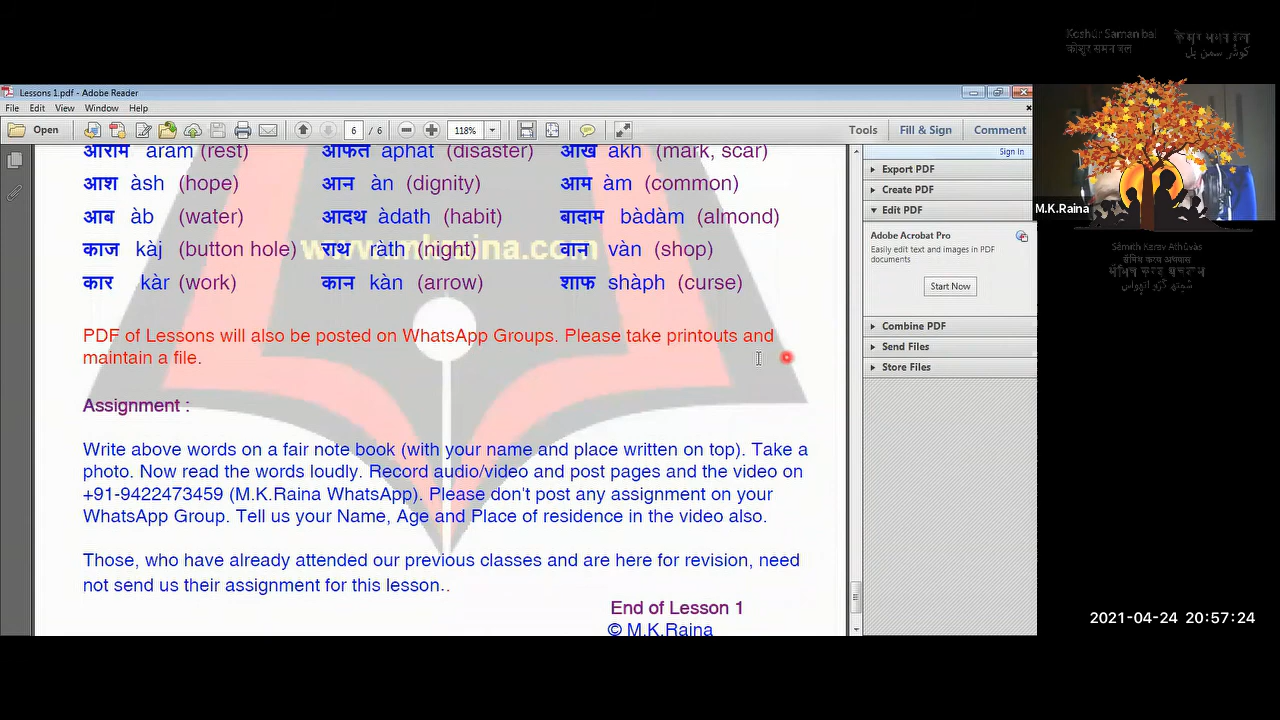 Koshur Saman bal
कोशुर समन बल
Lessons 1.pdf - Adobe Reader
File Edit View Window Help
Open 6 / 6 118% Tools Fill & Sign Comment
Sign In
आराम aram (rest) आफत aphat (disaster) आख akh (mark, scar)
आश àsh (hope) आन àn (dignity) आम àm (common)
आब àb (water) आदथ àdath (habit) बादाम bàdàm (almond)
काज kàj (button hole) राथ ràth (night) वान vàn (shop)
www.mkraina.com
कार kàr (work) कान kàn (arrow) शाफ shàph (curse)
PDF of Lessons will also be posted on WhatsApp Groups. Please take printouts and
maintain a file.
Assignment :
Write above words on a fair note book (with your name and place written on top). Take a
photo. Now read the words loudly. Record audio/video and post pages and the video on
+91-9422473459 (M.K.Raina WhatsApp). Please don't post any assignment on your
WhatsApp Group. Tell us your Name, Age and Place of residence in the video also.
Those, who have already attended our previous classes and are here for revision, need
not send us their assignment for this lesson..
End of Lesson 1
© M.K.Raina
Export PDF
Create PDF
Edit PDF
Adobe Acrobat Pro
Easily edit text and images in PDF
documents
Start Now
Combine PDF
Send Files
Store Files
M.K.Raina
2021-04-24 20:57:24